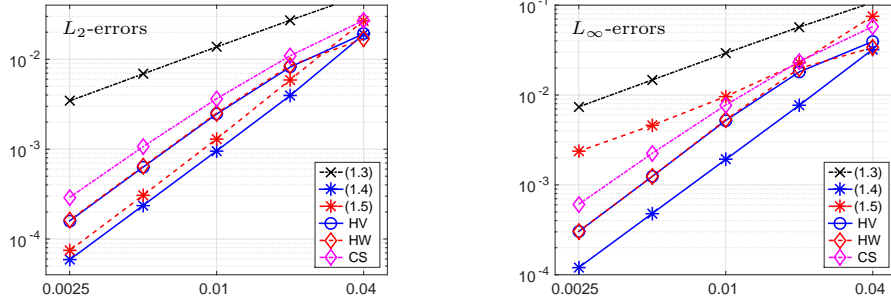 L₂-errors
10⁻²
10⁻³
10⁻⁴
0.0025
0.01
0.04
(1.3)
(1.4)
(1.5)
HV
HW
CS
L∞-errors
10⁻¹
10⁻²
10⁻³
10⁻⁴
0.0025
0.01
0.04
(1.3)
(1.4)
(1.5)
HV
HW
CS